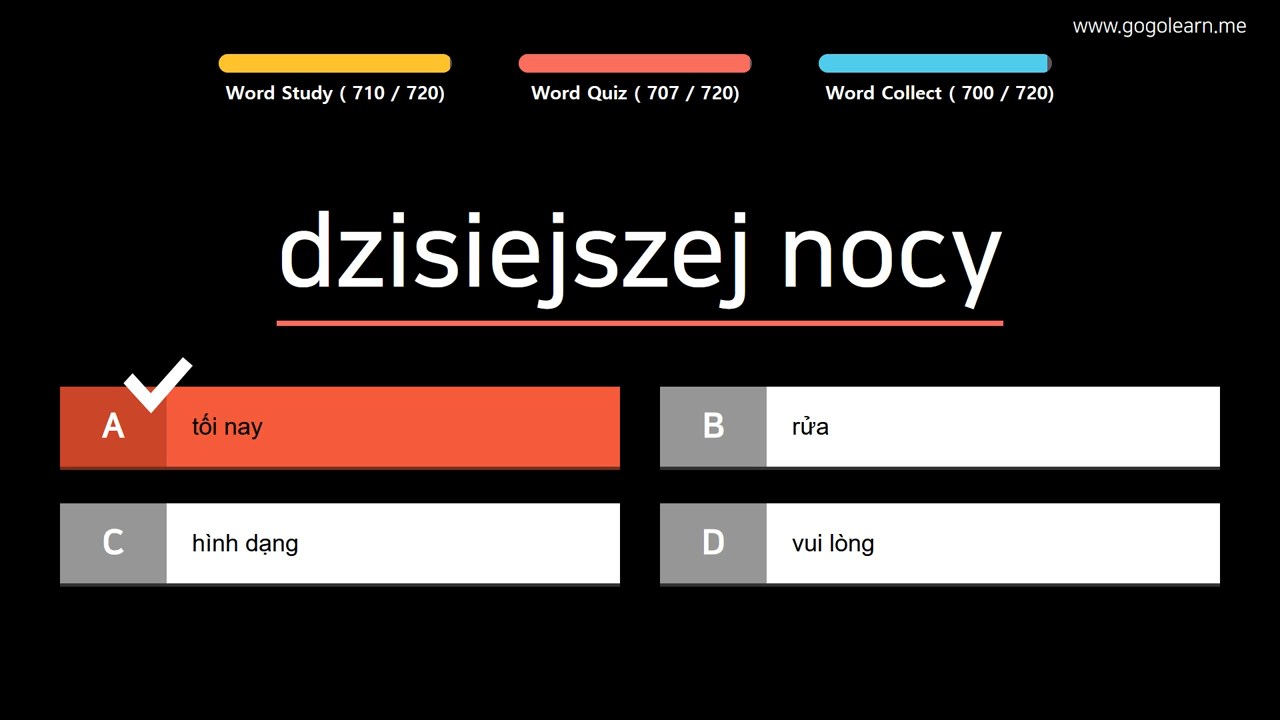 www.gogolearn.me
Word Study ( 710 / 720)
Word Quiz ( 707 / 720)
Word Collect ( 700 / 720)
dzisiejszej nocy
A tối nay
B rửa
C hình dạng
D vui lòng